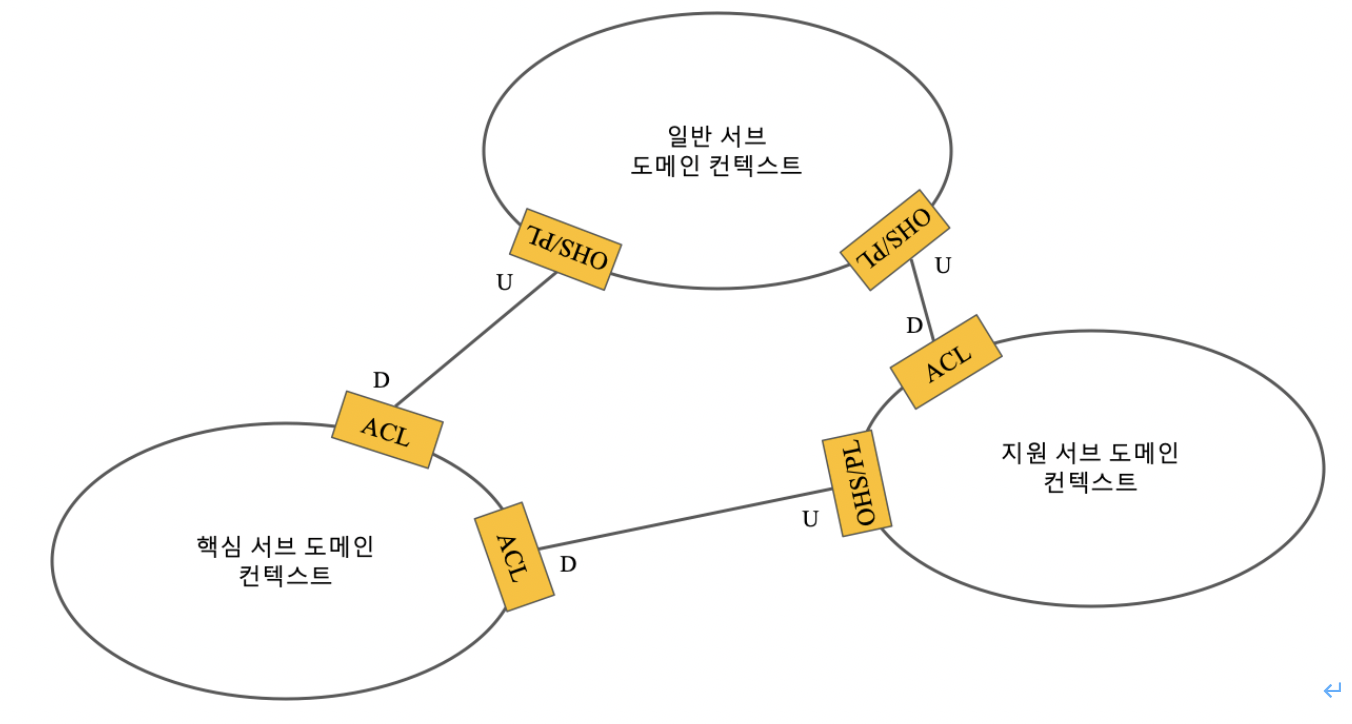 일반 서브
도메인 컨텍스트
OHS/PL
OHS/PL
U
U
D
D
ACL
ACL
OHS/PL
지원 서브 도메인
컨텍스트
U
ACL
D
핵심 서브 도메인
컨텍스트